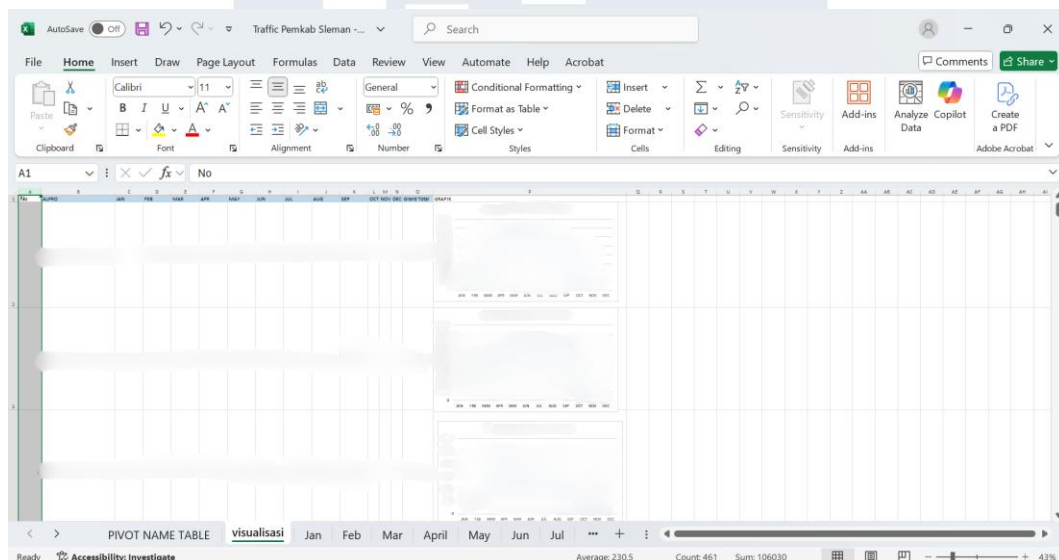 AutoSave Off Traffic Pemkab Sleman -... Search
File Home Insert Draw Page Layout Formulas Data Review View Automate Help Acrobat Comments Share
Paste Calibri 11 General Conditional Formatting Insert Sensitivity Add-ins Analyze Data Copilot Create a PDF
B I U A A % Format as Table Delete
Cell Styles Format
Clipboard Font Alignment Number Styles Cells Editing Sensitivity Add-ins Adobe Acrobat
A1 fx No
No JAN FEB MAR APR MAY JUN JUL AUG SEP OCT NOV DEC Grand Total GRAFIK
PIVOT NAME TABLE visualisasi Jan Feb Mar April May Jun Jul
Ready Accessibility: Investigate Average: 230.5 Count: 461 Sum: 106030 43%